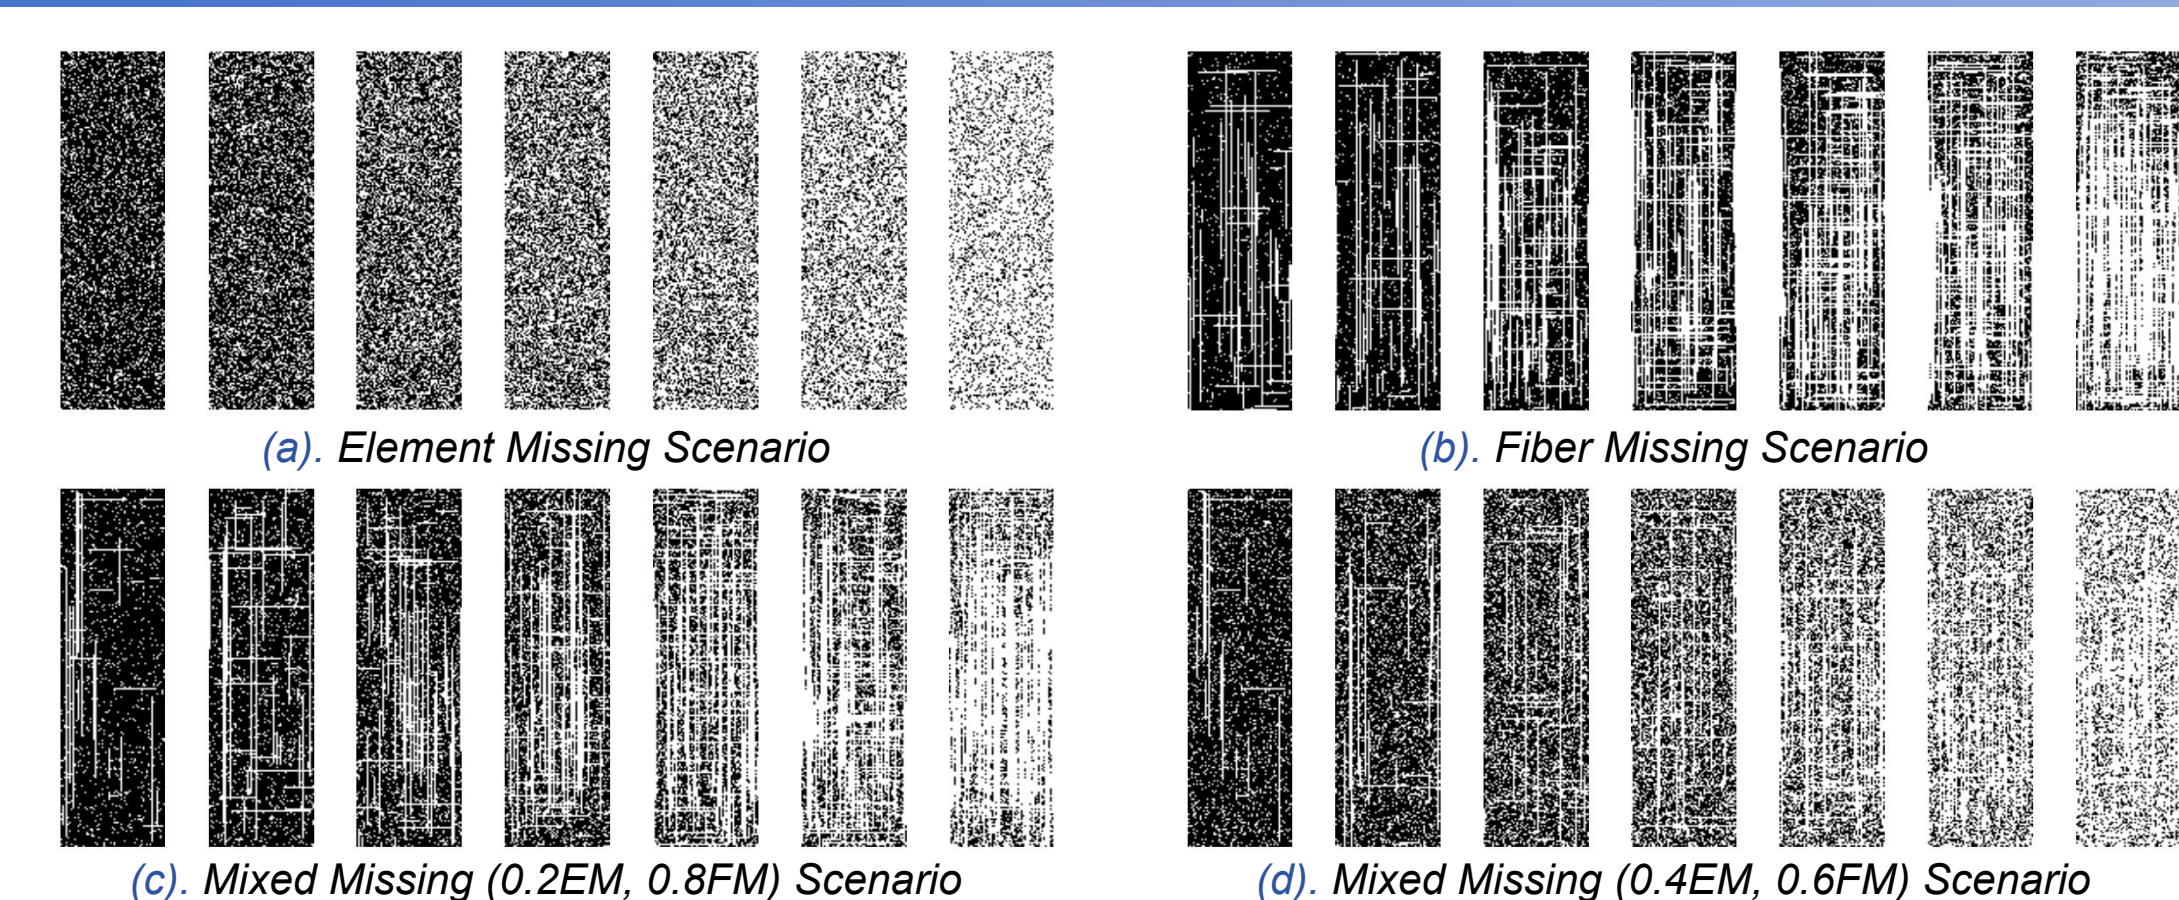 (a). Element Missing Scenario
(b). Fiber Missing Scenario
(c). Mixed Missing (0.2EM, 0.8FM) Scenario
(d). Mixed Missing (0.4EM, 0.6FM) Scenario